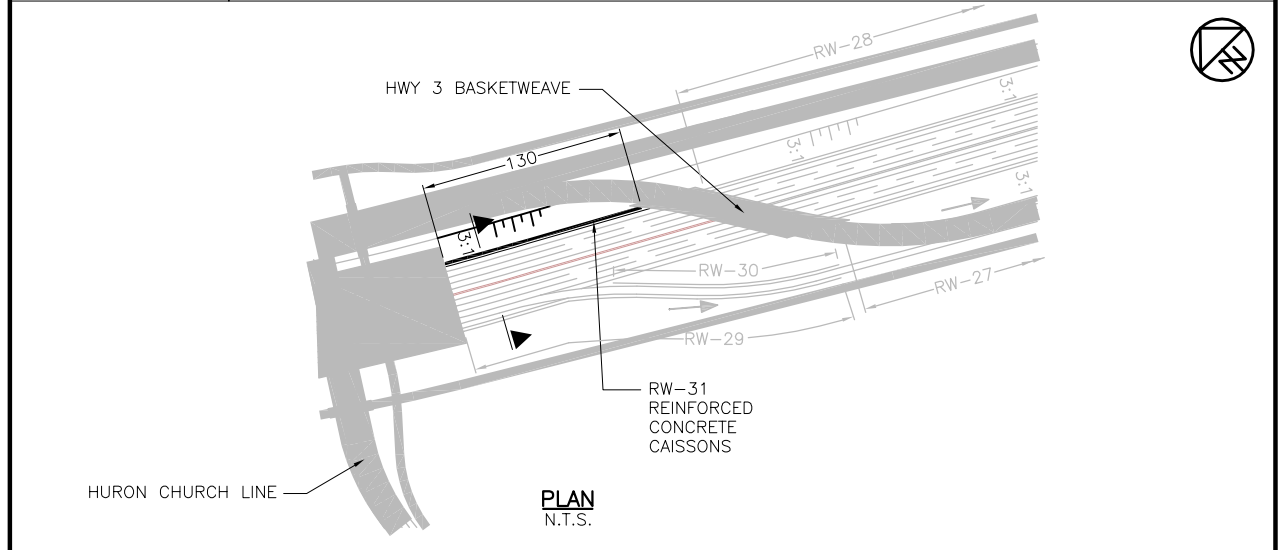 RW-28
HWY 3 BASKETWEAVE
3:1
130
3:1
3:1
3:1
RW-30
RW-27
RW-29
RW-31
REINFORCED
CONCRETE
CAISSONS
HURON CHURCH LINE
PLAN
N.T.S.
N